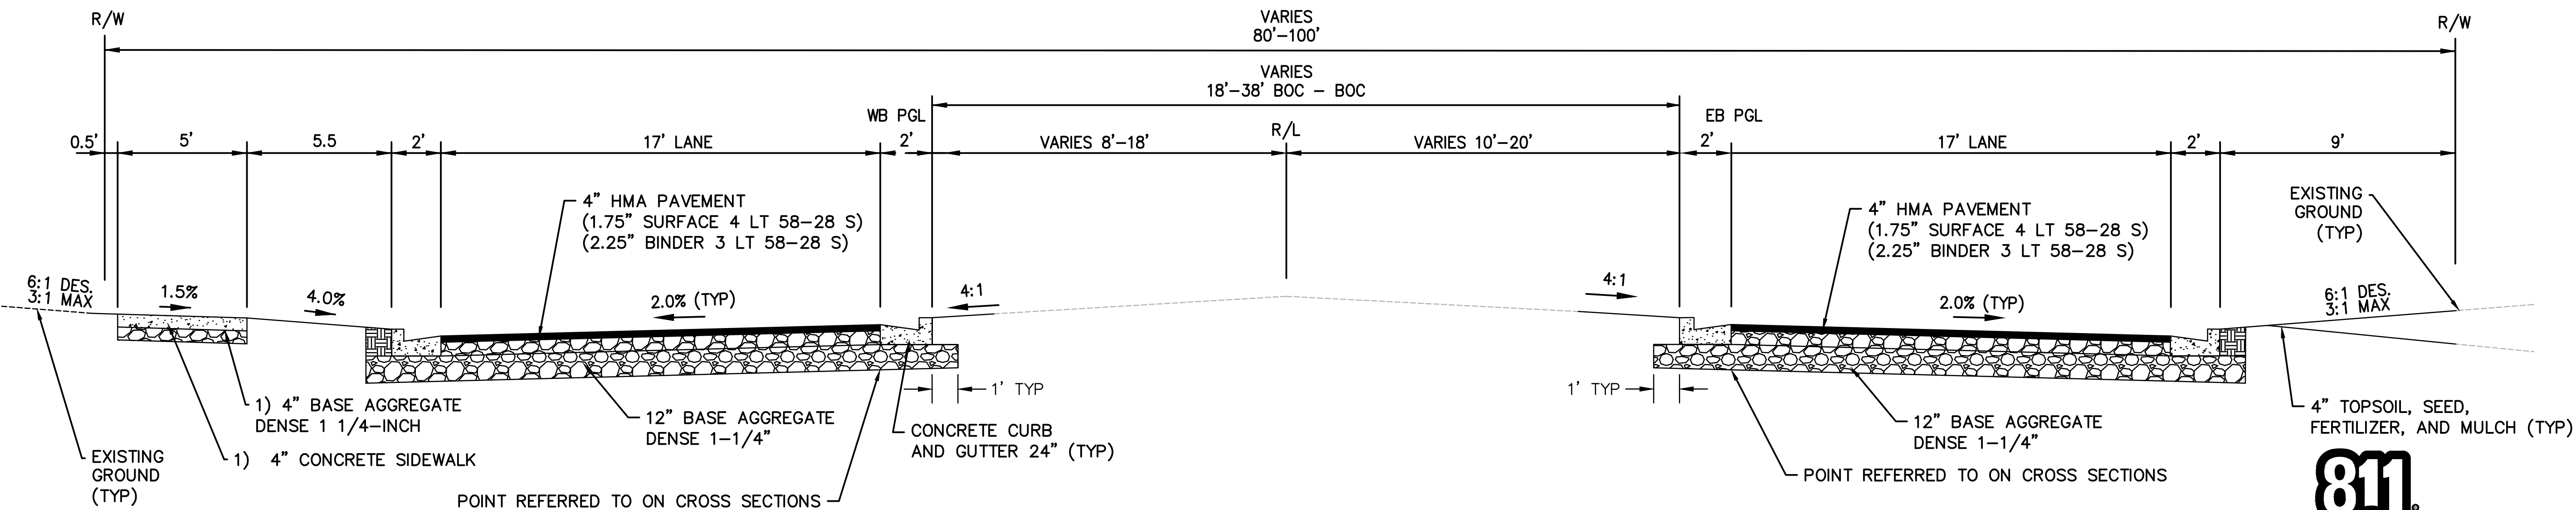 R/W
VARIES
80'-100'
R/W
VARIES
18'-38' BOC - BOC
WB PGL
EB PGL
0.5'
5'
5.5
2'
17' LANE
2'
VARIES 8'-18'
R/L
VARIES 10'-20'
2'
17' LANE
2'
9'
4" HMA PAVEMENT
(1.75" SURFACE 4 LT 58-28 S)
(2.25" BINDER 3 LT 58-28 S)
4" HMA PAVEMENT
(1.75" SURFACE 4 LT 58-28 S)
(2.25" BINDER 3 LT 58-28 S)
EXISTING
GROUND
(TYP)
6:1 DES.
3:1 MAX
1.5%
4.0%
2.0% (TYP)
4:1
4:1
2.0% (TYP)
6:1 DES.
3:1 MAX
1' TYP
1' TYP
1) 4" BASE AGGREGATE
DENSE 1 1/4-INCH
12" BASE AGGREGATE
DENSE 1-1/4"
CONCRETE CURB
AND GUTTER 24" (TYP)
12" BASE AGGREGATE
DENSE 1-1/4"
4" TOPSOIL, SEED,
FERTILIZER, AND MULCH (TYP)
EXISTING
GROUND
(TYP)
1) 4" CONCRETE SIDEWALK
POINT REFERRED TO ON CROSS SECTIONS
POINT REFERRED TO ON CROSS SECTIONS
811